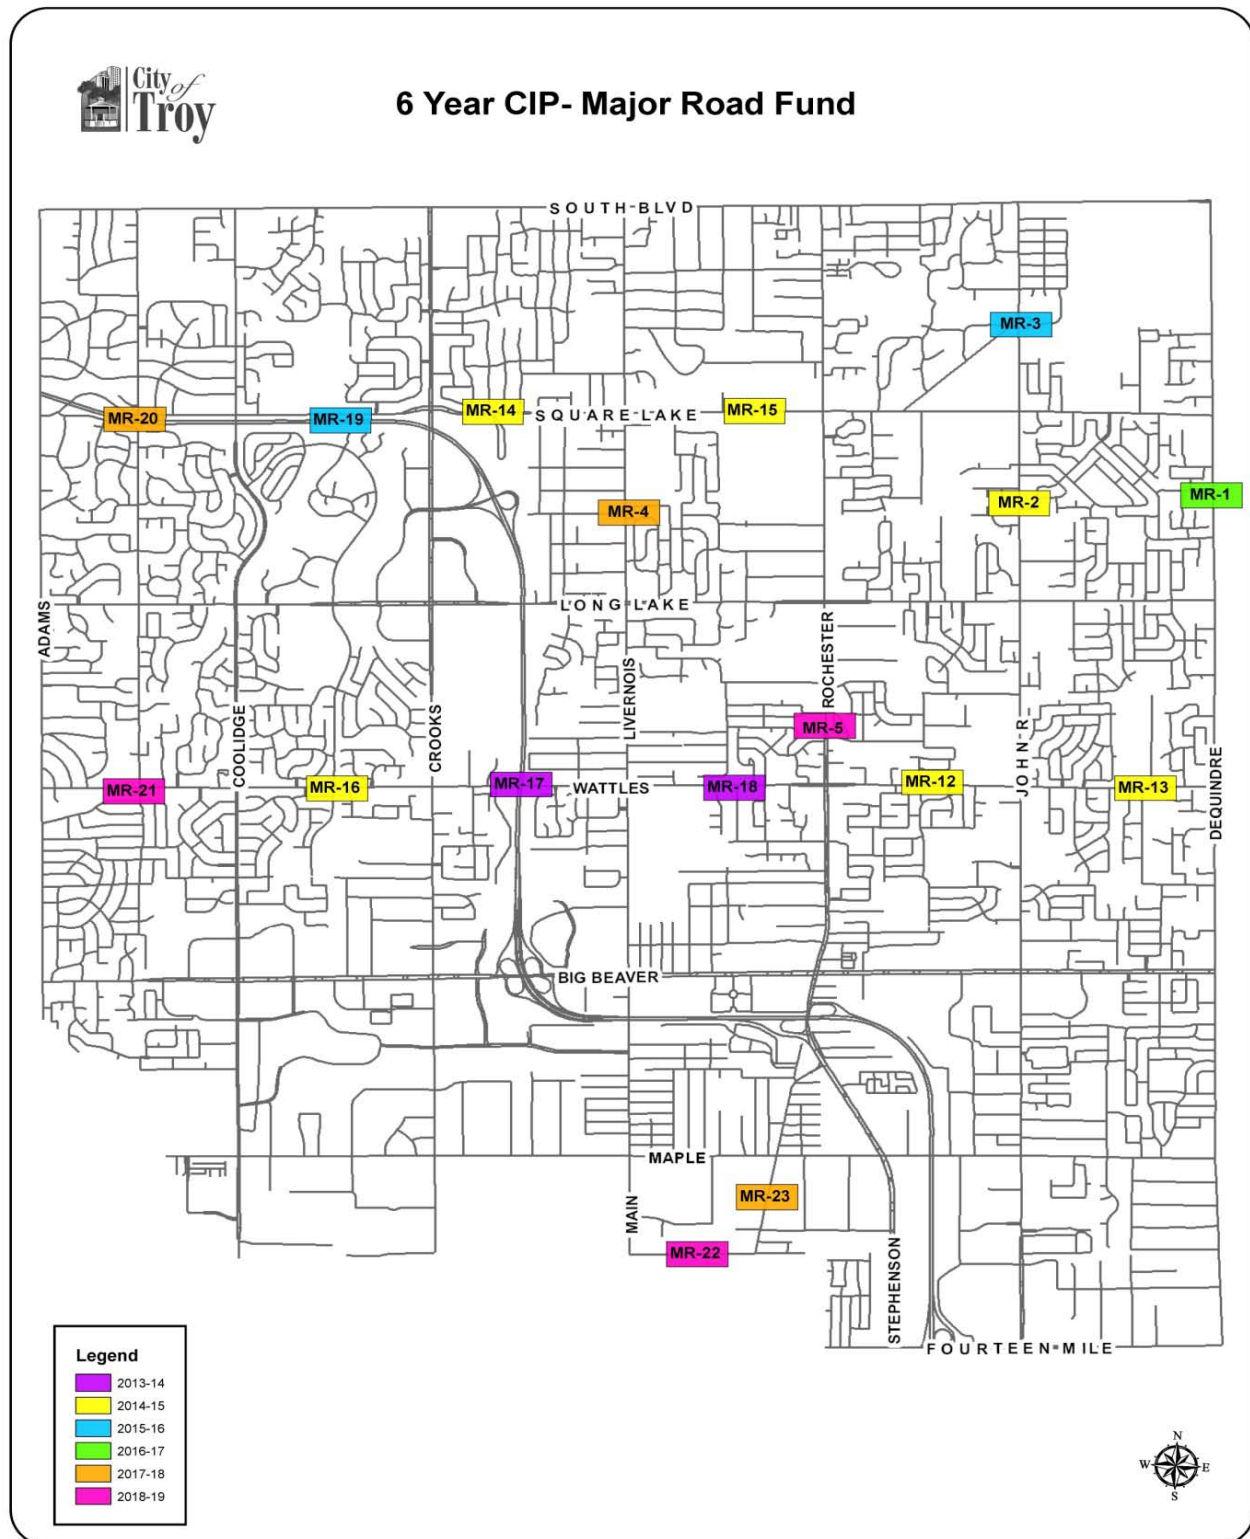 City
of
Troy
6 Year CIP- Major Road Fund
SOUTH BLVD
MR-3
MR-20
MR-19
MR-14
SQUARE LAKE
MR-15
MR-4
MR-2
MR-1
LONG LAKE
ADAMS
ROCHESTER
LIVERNOIS
COOLIDGE
CROOKS
MR-5
JOHN R
DEQUINDRE
MR-21
MR-16
MR-17
WATTLES
MR-18
MR-12
MR-13
BIG BEAVER
MAPLE
MR-23
MAIN
MR-22
STEPHENSON
FOURTEEN MILE
Legend
2013-14
2014-15
2015-16
2016-17
2017-18
2018-19
N
W
E
S